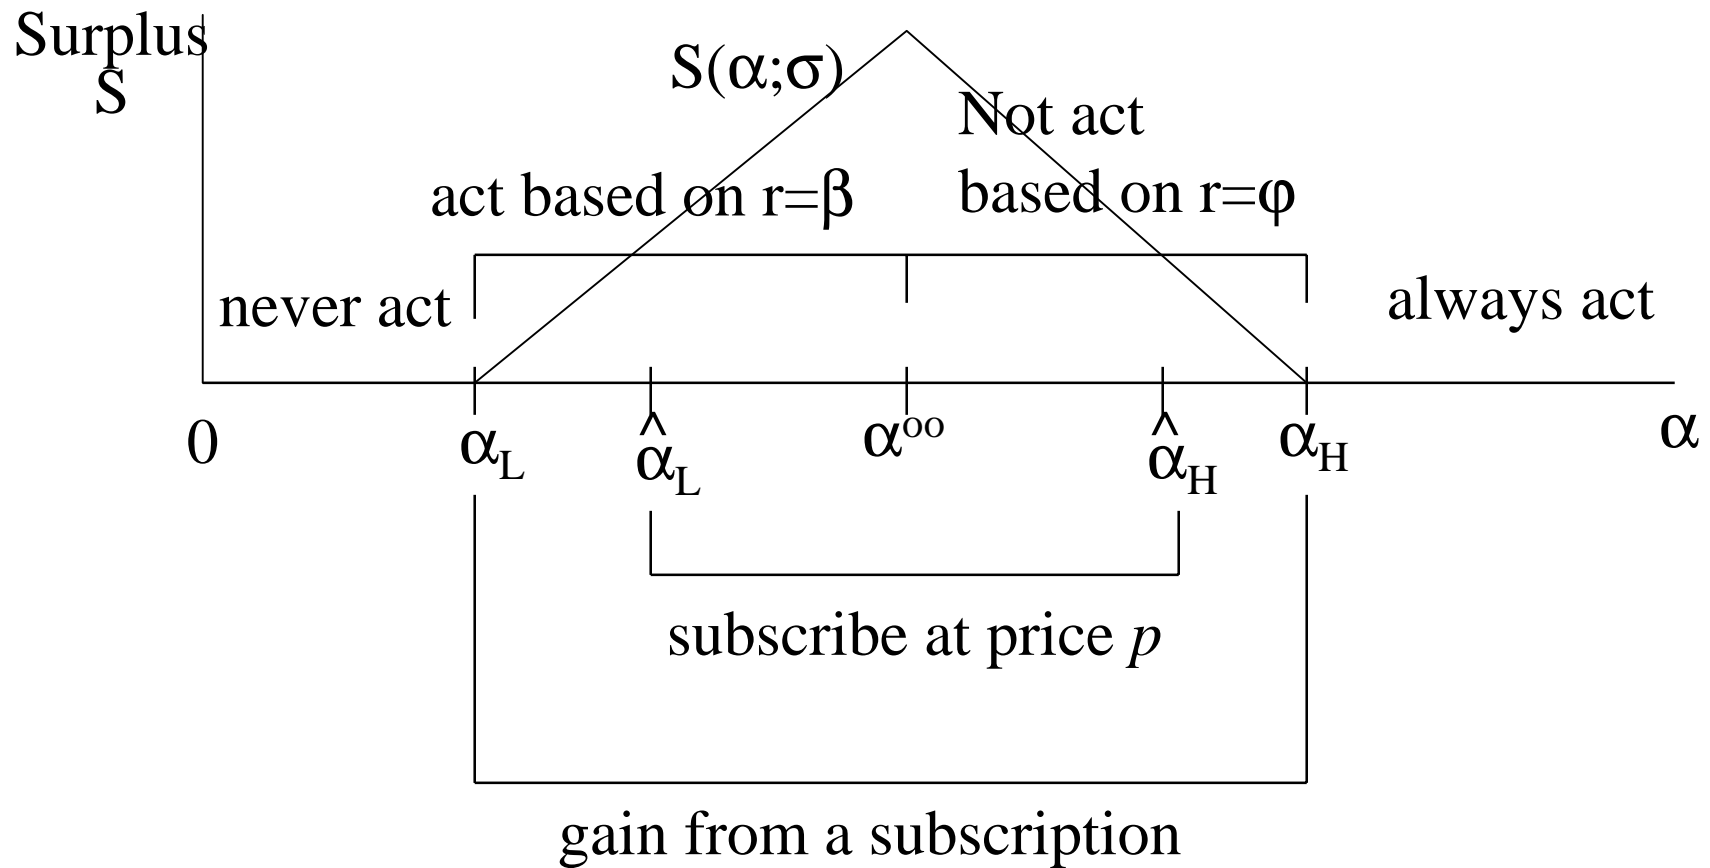 Surplus
S
S(α;σ)
Not act
based on r=φ
act based on r=β
never act
always act
0
α_L
α̂_L
α^oo
α̂_H
α_H
α
subscribe at price p
gain from a subscription